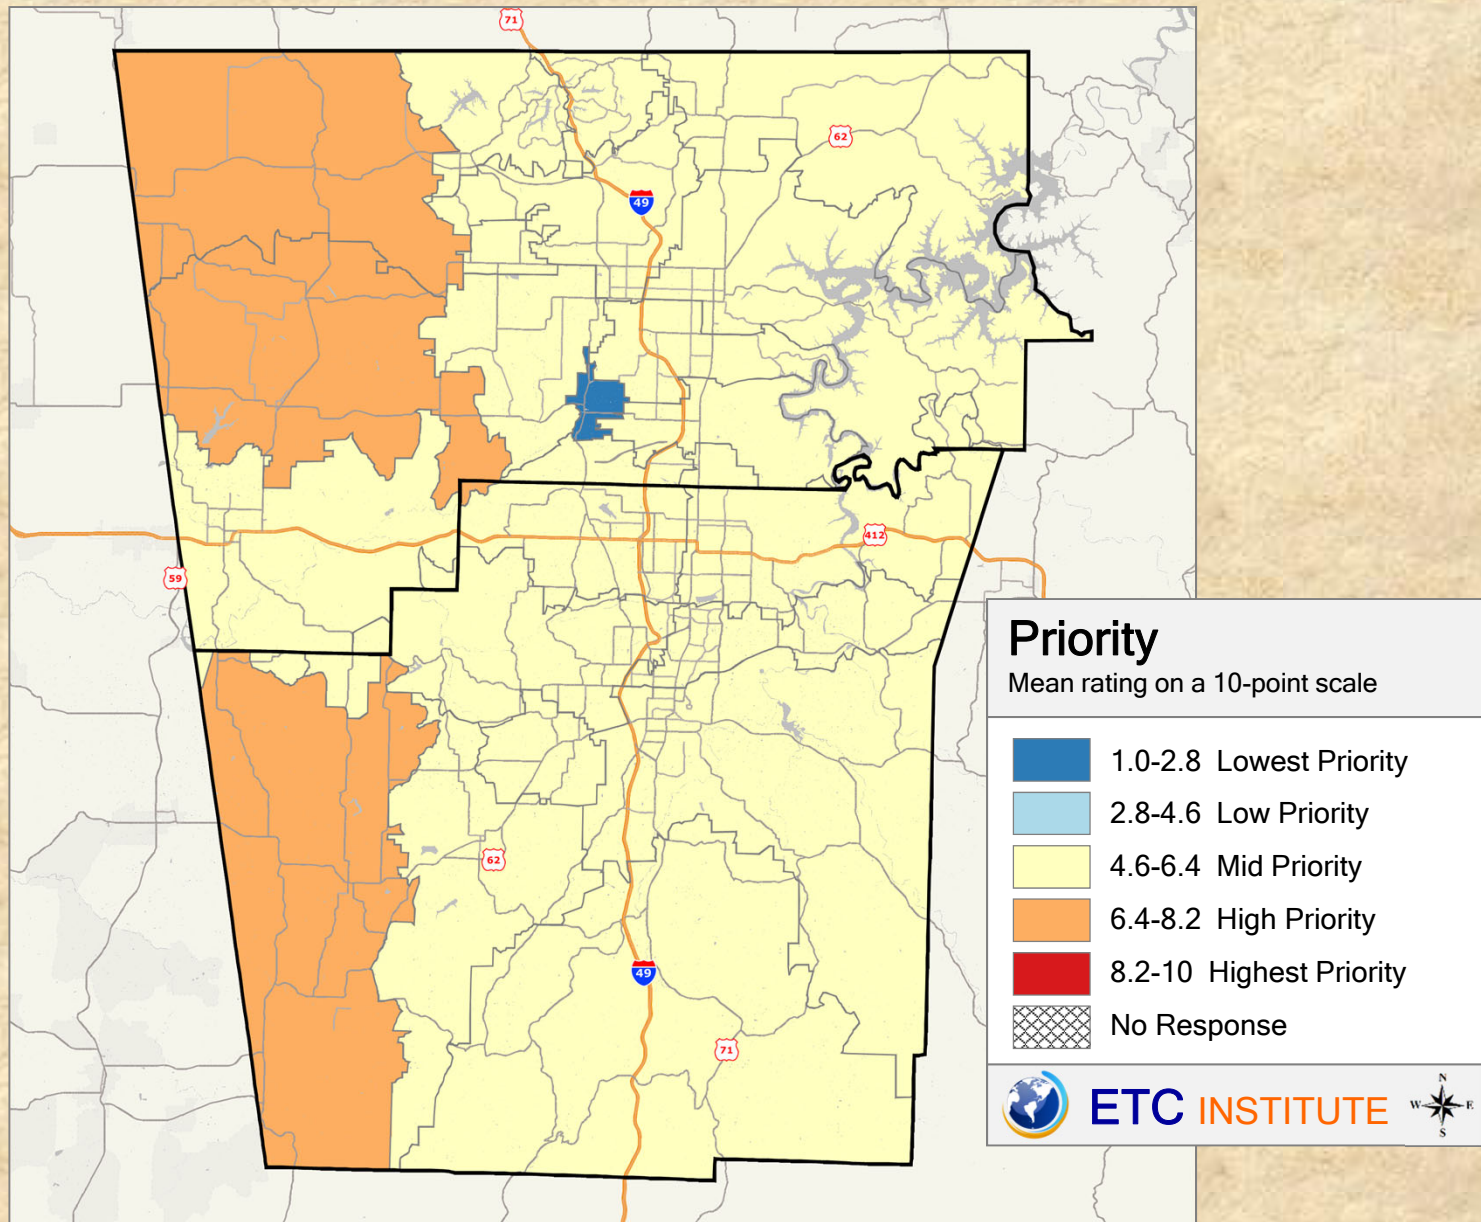 71
62
49
412
59
62
49
71
Priority
Mean rating on a 10-point scale
1.0-2.8 Lowest Priority
2.8-4.6 Low Priority
4.6-6.4 Mid Priority
6.4-8.2 High Priority
8.2-10 Highest Priority
No Response
ETC INSTITUTE
N
W E
S